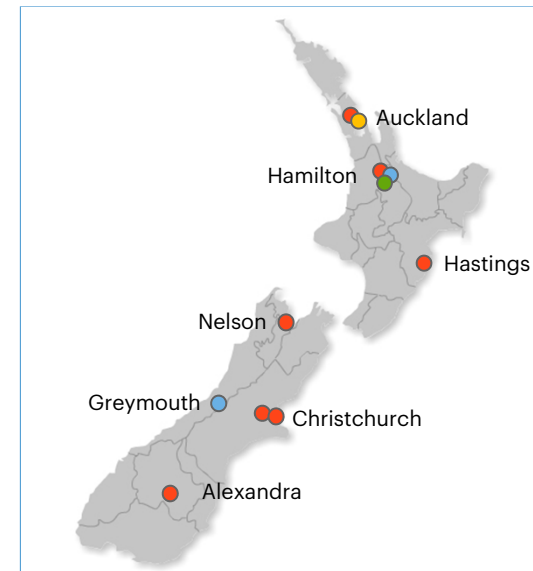 Auckland
Hamilton
Hastings
Nelson
Greymouth
Christchurch
Alexandra